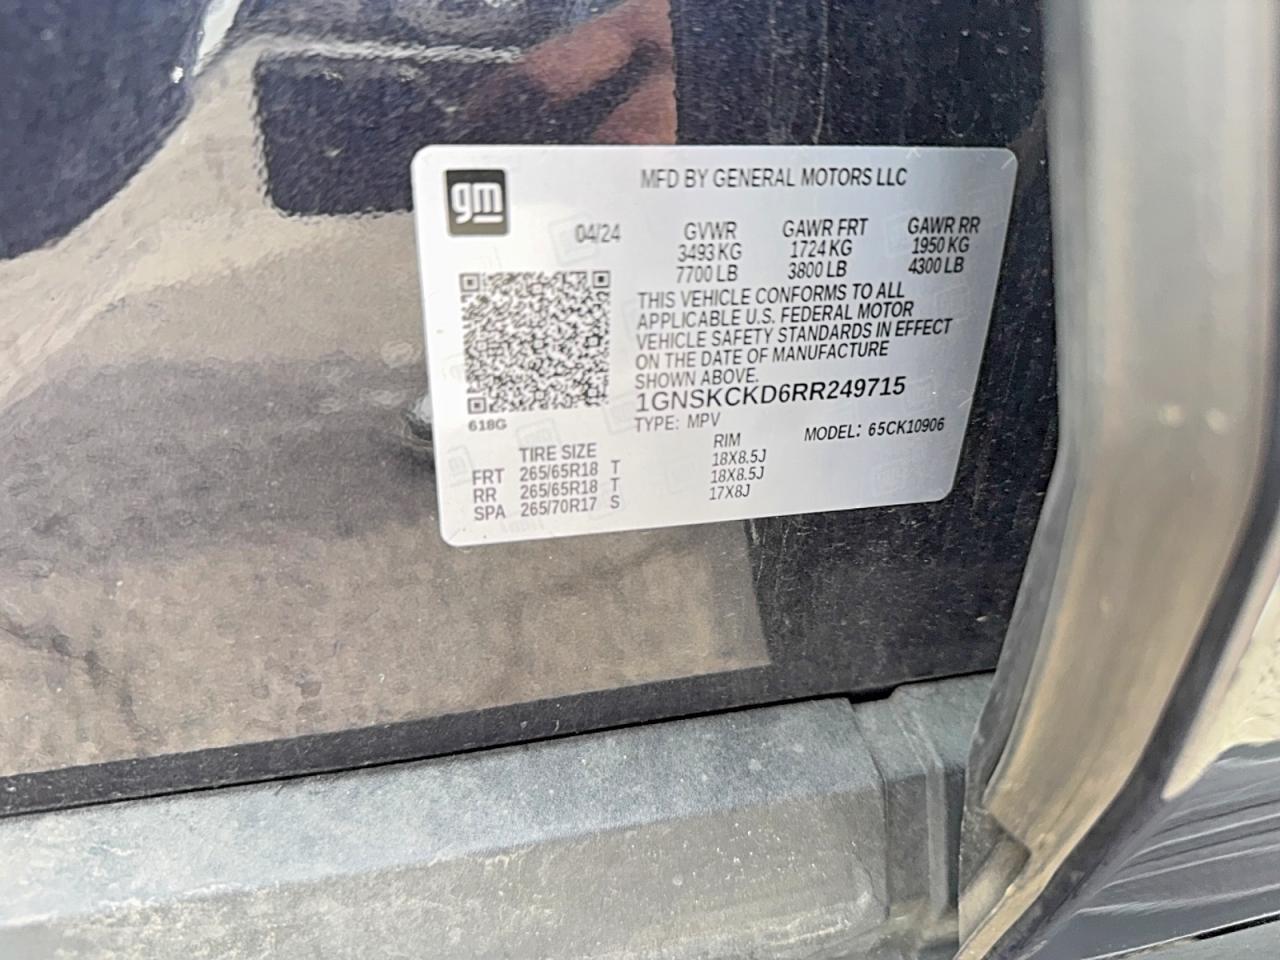 gm
MFD BY GENERAL MOTORS LLC
04/24 GVWR GAWR FRT GAWR RR
3493 KG 1724 KG 1950 KG
7700 LB 3800 LB 4300 LB
THIS VEHICLE CONFORMS TO ALL
APPLICABLE U.S. FEDERAL MOTOR
VEHICLE SAFETY STANDARDS IN EFFECT
ON THE DATE OF MANUFACTURE
SHOWN ABOVE.
1GNSKCKD6RR249715
618G
TYPE: MPV MODEL: 65CK10906
TIRE SIZE RIM
FRT 265/65R18 T 18X8.5J
RR 265/65R18 T 18X8.5J
SPA 265/70R17 S 17X8J